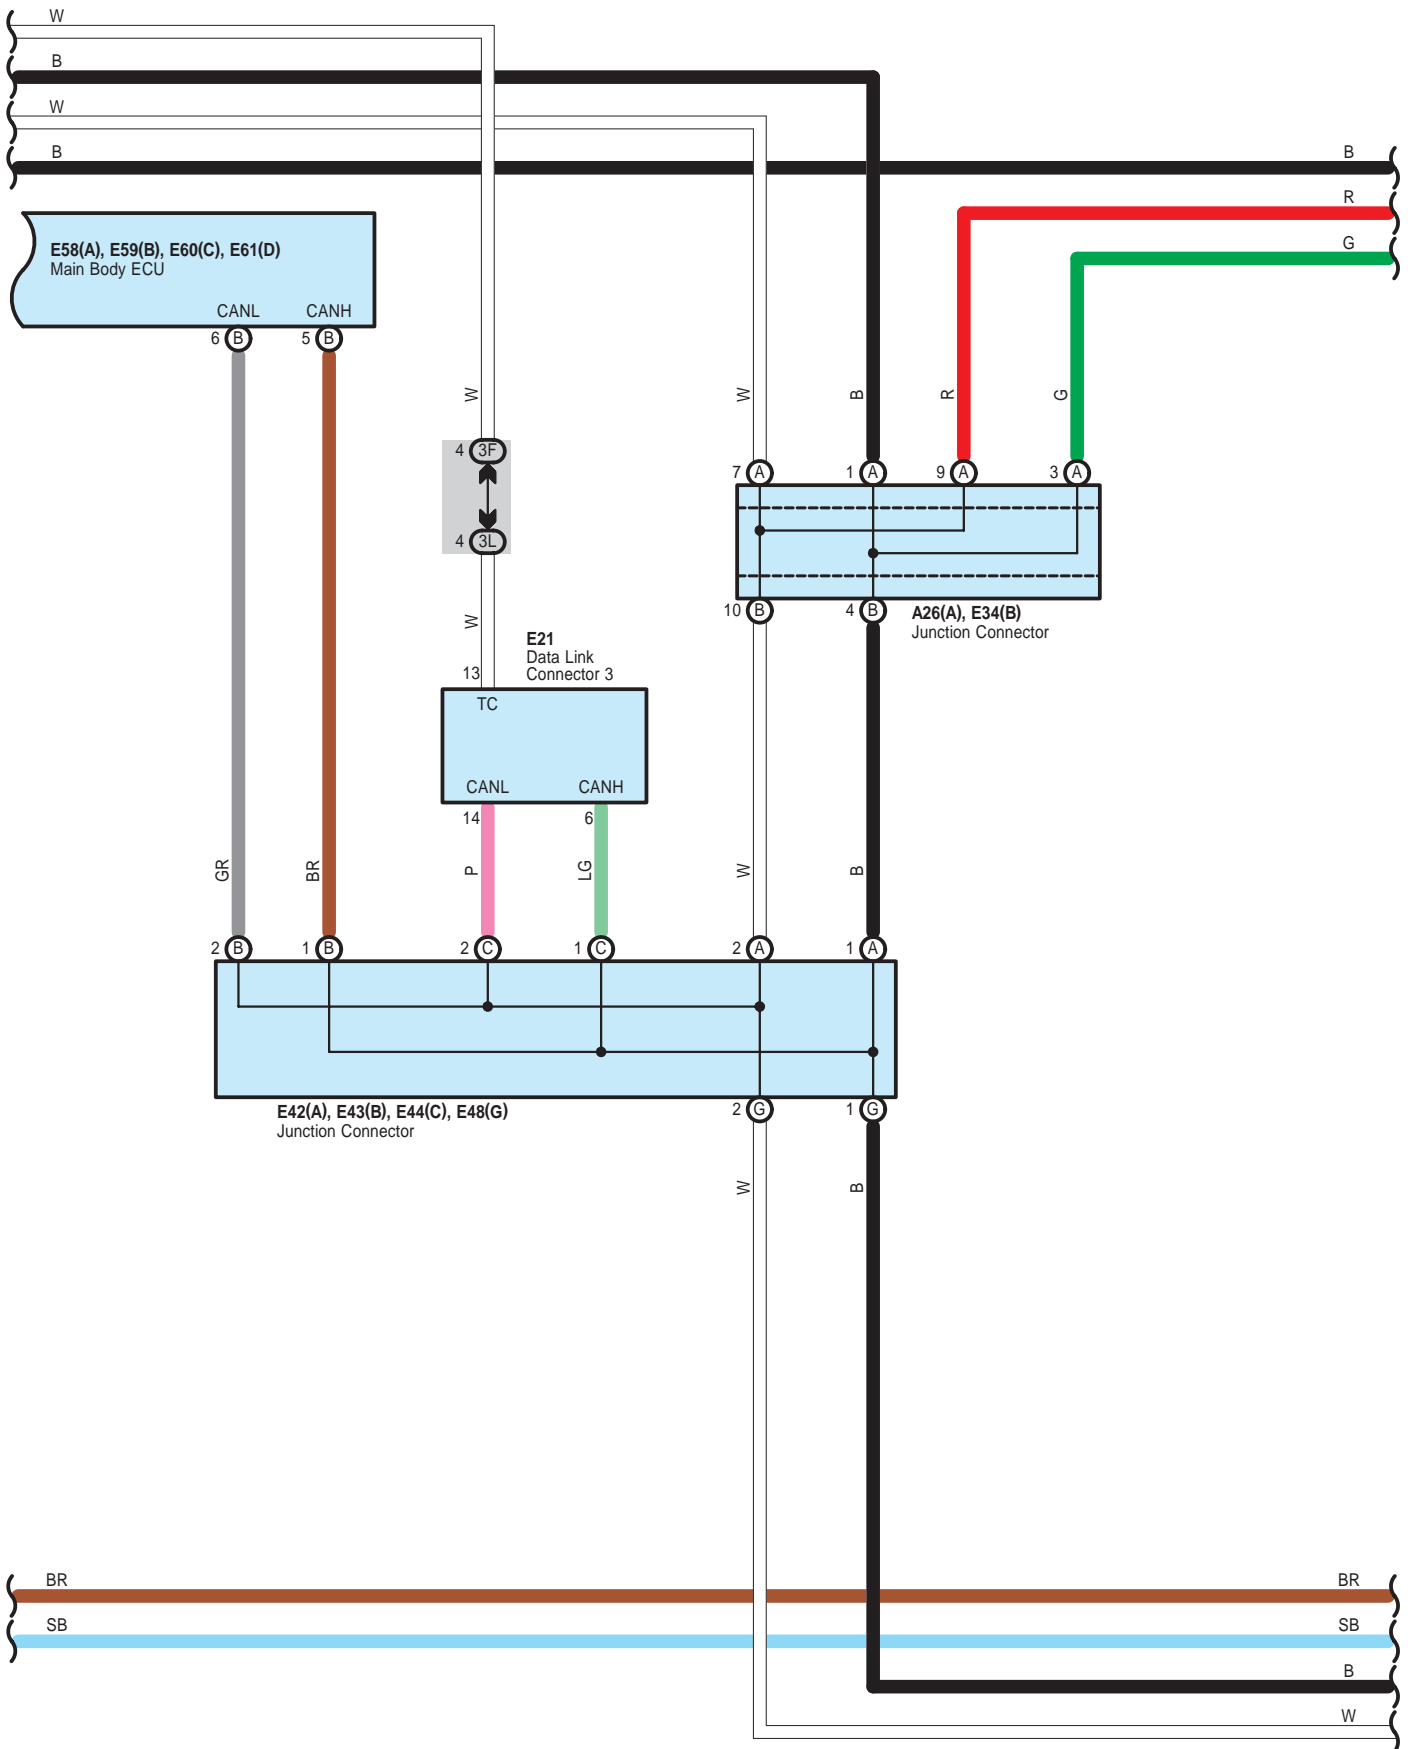 W
B
W
B
B
R
G
E58(A), E59(B), E60(C), E61(D)
Main Body ECU
CANL CANH
6 B 5 B
W W B R G
4 3F
7 A 1 A 9 A 3 A
4 3L
10 B 4 B
A26(A), E34(B)
Junction Connector
W
E21
Data Link
Connector 3
13
TC
CANL CANH
14 6
GR BR P LG W B
2 B 1 B 2 C 1 C 2 A 1 A
E42(A), E43(B), E44(C), E48(G)
Junction Connector
2 G 1 G
W B
BR BR
SB SB
B
W